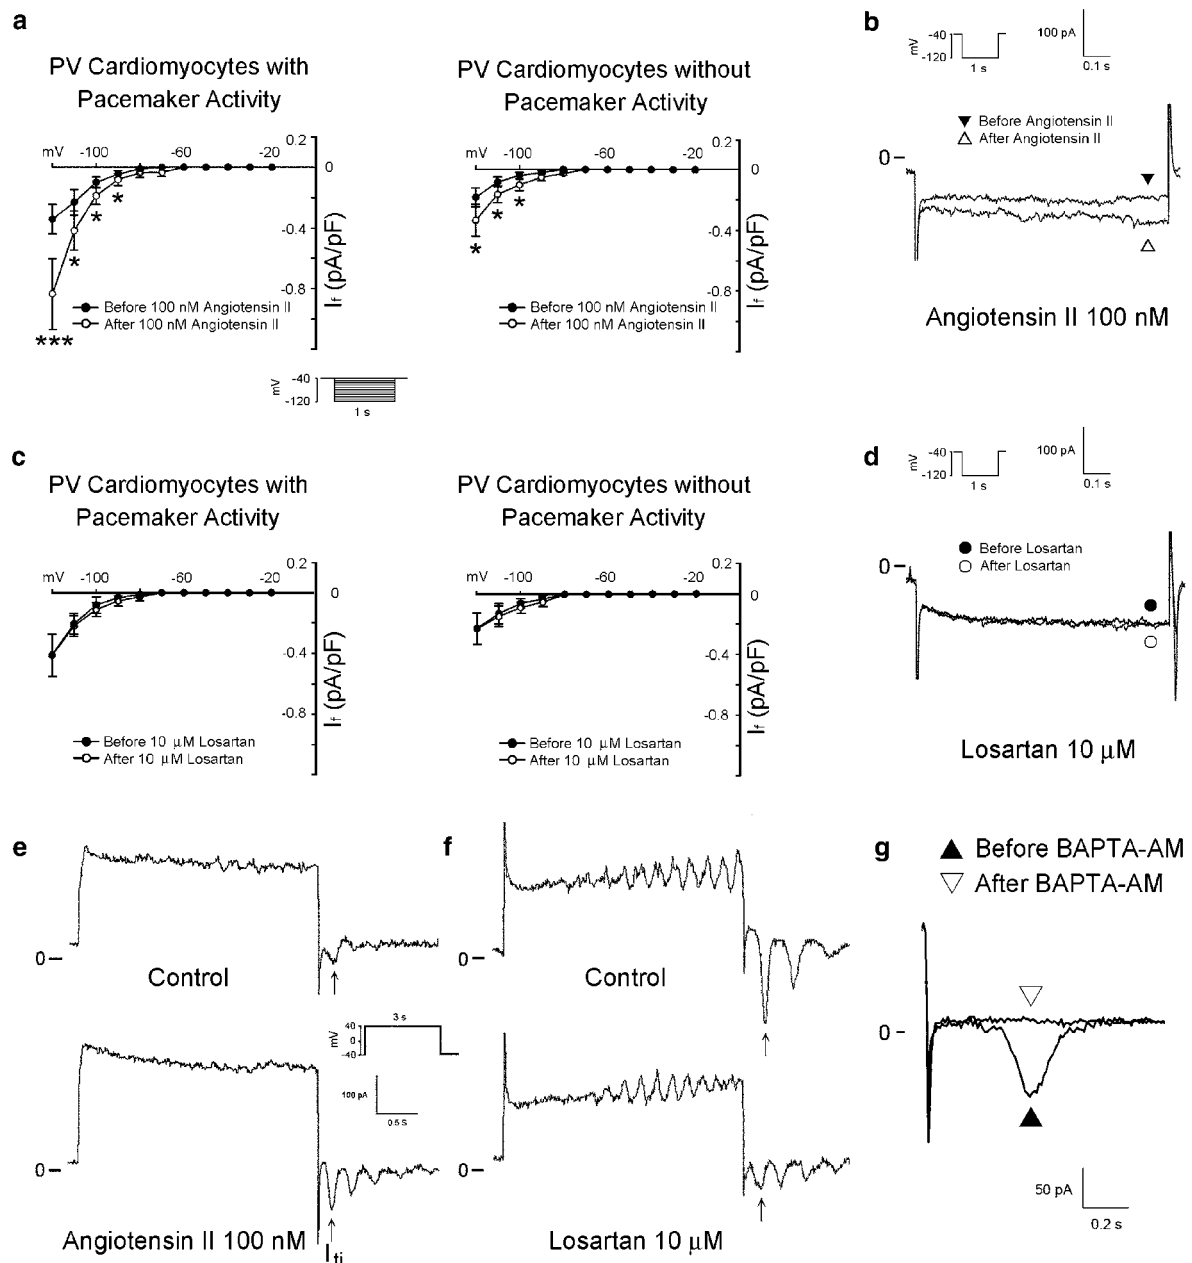 a
PV Cardiomyocytes with
Pacemaker Activity
mV -100 -60 -20
0.2
0
-0.4
-0.8
If (pA/pF)
* * *
***
Before 100 nM Angiotensin II
After 100 nM Angiotensin II
PV Cardiomyocytes without
Pacemaker Activity
mV -100 -60 -20
0.2
0
-0.4
-0.8
If (pA/pF)
* * *
Before 100 nM Angiotensin II
After 100 nM Angiotensin II
mV
-40
-120
1 s
b
mV
-40
-120
1 s
100 pA
0.1 s
Before Angiotensin II
After Angiotensin II
0
Angiotensin II 100 nM
c
PV Cardiomyocytes with
Pacemaker Activity
mV -100 -60 -20
0.2
0
-0.4
-0.8
If (pA/pF)
Before 10 μM Losartan
After 10 μM Losartan
PV Cardiomyocytes without
Pacemaker Activity
mV -100 -60 -20
0.2
0
-0.4
-0.8
If (pA/pF)
Before 10 μM Losartan
After 10 μM Losartan
d
mV
-40
-120
1 s
100 pA
0.1 s
Before Losartan
After Losartan
0
Losartan 10 μM
e
0
Control
0
Angiotensin II 100 nM
Iti
3 s
mV
40
0
-40
100 pA
0.5 s
f
0
Control
0
Losartan 10 μM
g
Before BAPTA-AM
After BAPTA-AM
0
50 pA
0.2 s